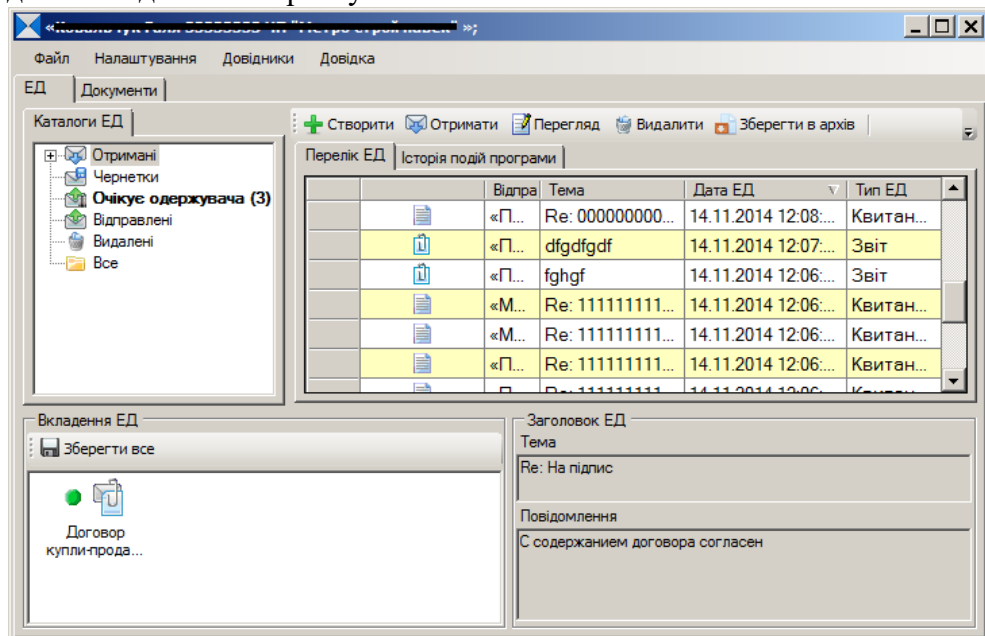 Файл Налаштування Довідники Довідка
ЕД Документи
Каталоги ЕД
Створити Отримати Перегляд Видалити Зберегти в архів
Отримані
Чернетки
Очікує одержувача (3)
Відправлені
Видалені
Все
Перелік ЕД Історія подій програми
Відпра Тема Дата ЕД Тип ЕД
«П... Re: 000000000... 14.11.2014 12:08:... Квитан...
«П... dfgdfgdf 14.11.2014 12:07:... Звіт
«П... fghgf 14.11.2014 12:06:... Звіт
«М... Re: 111111111... 14.11.2014 12:06:... Квитан...
«М... Re: 111111111... 14.11.2014 12:06:... Квитан...
«П... Re: 111111111... 14.11.2014 12:06:... Квитан...
Вкладення ЕД
Зберегти все
Договор
купли-прода...
Заголовок ЕД
Тема
Re: На підпис
Повідомлення
С содержанием договора согласен